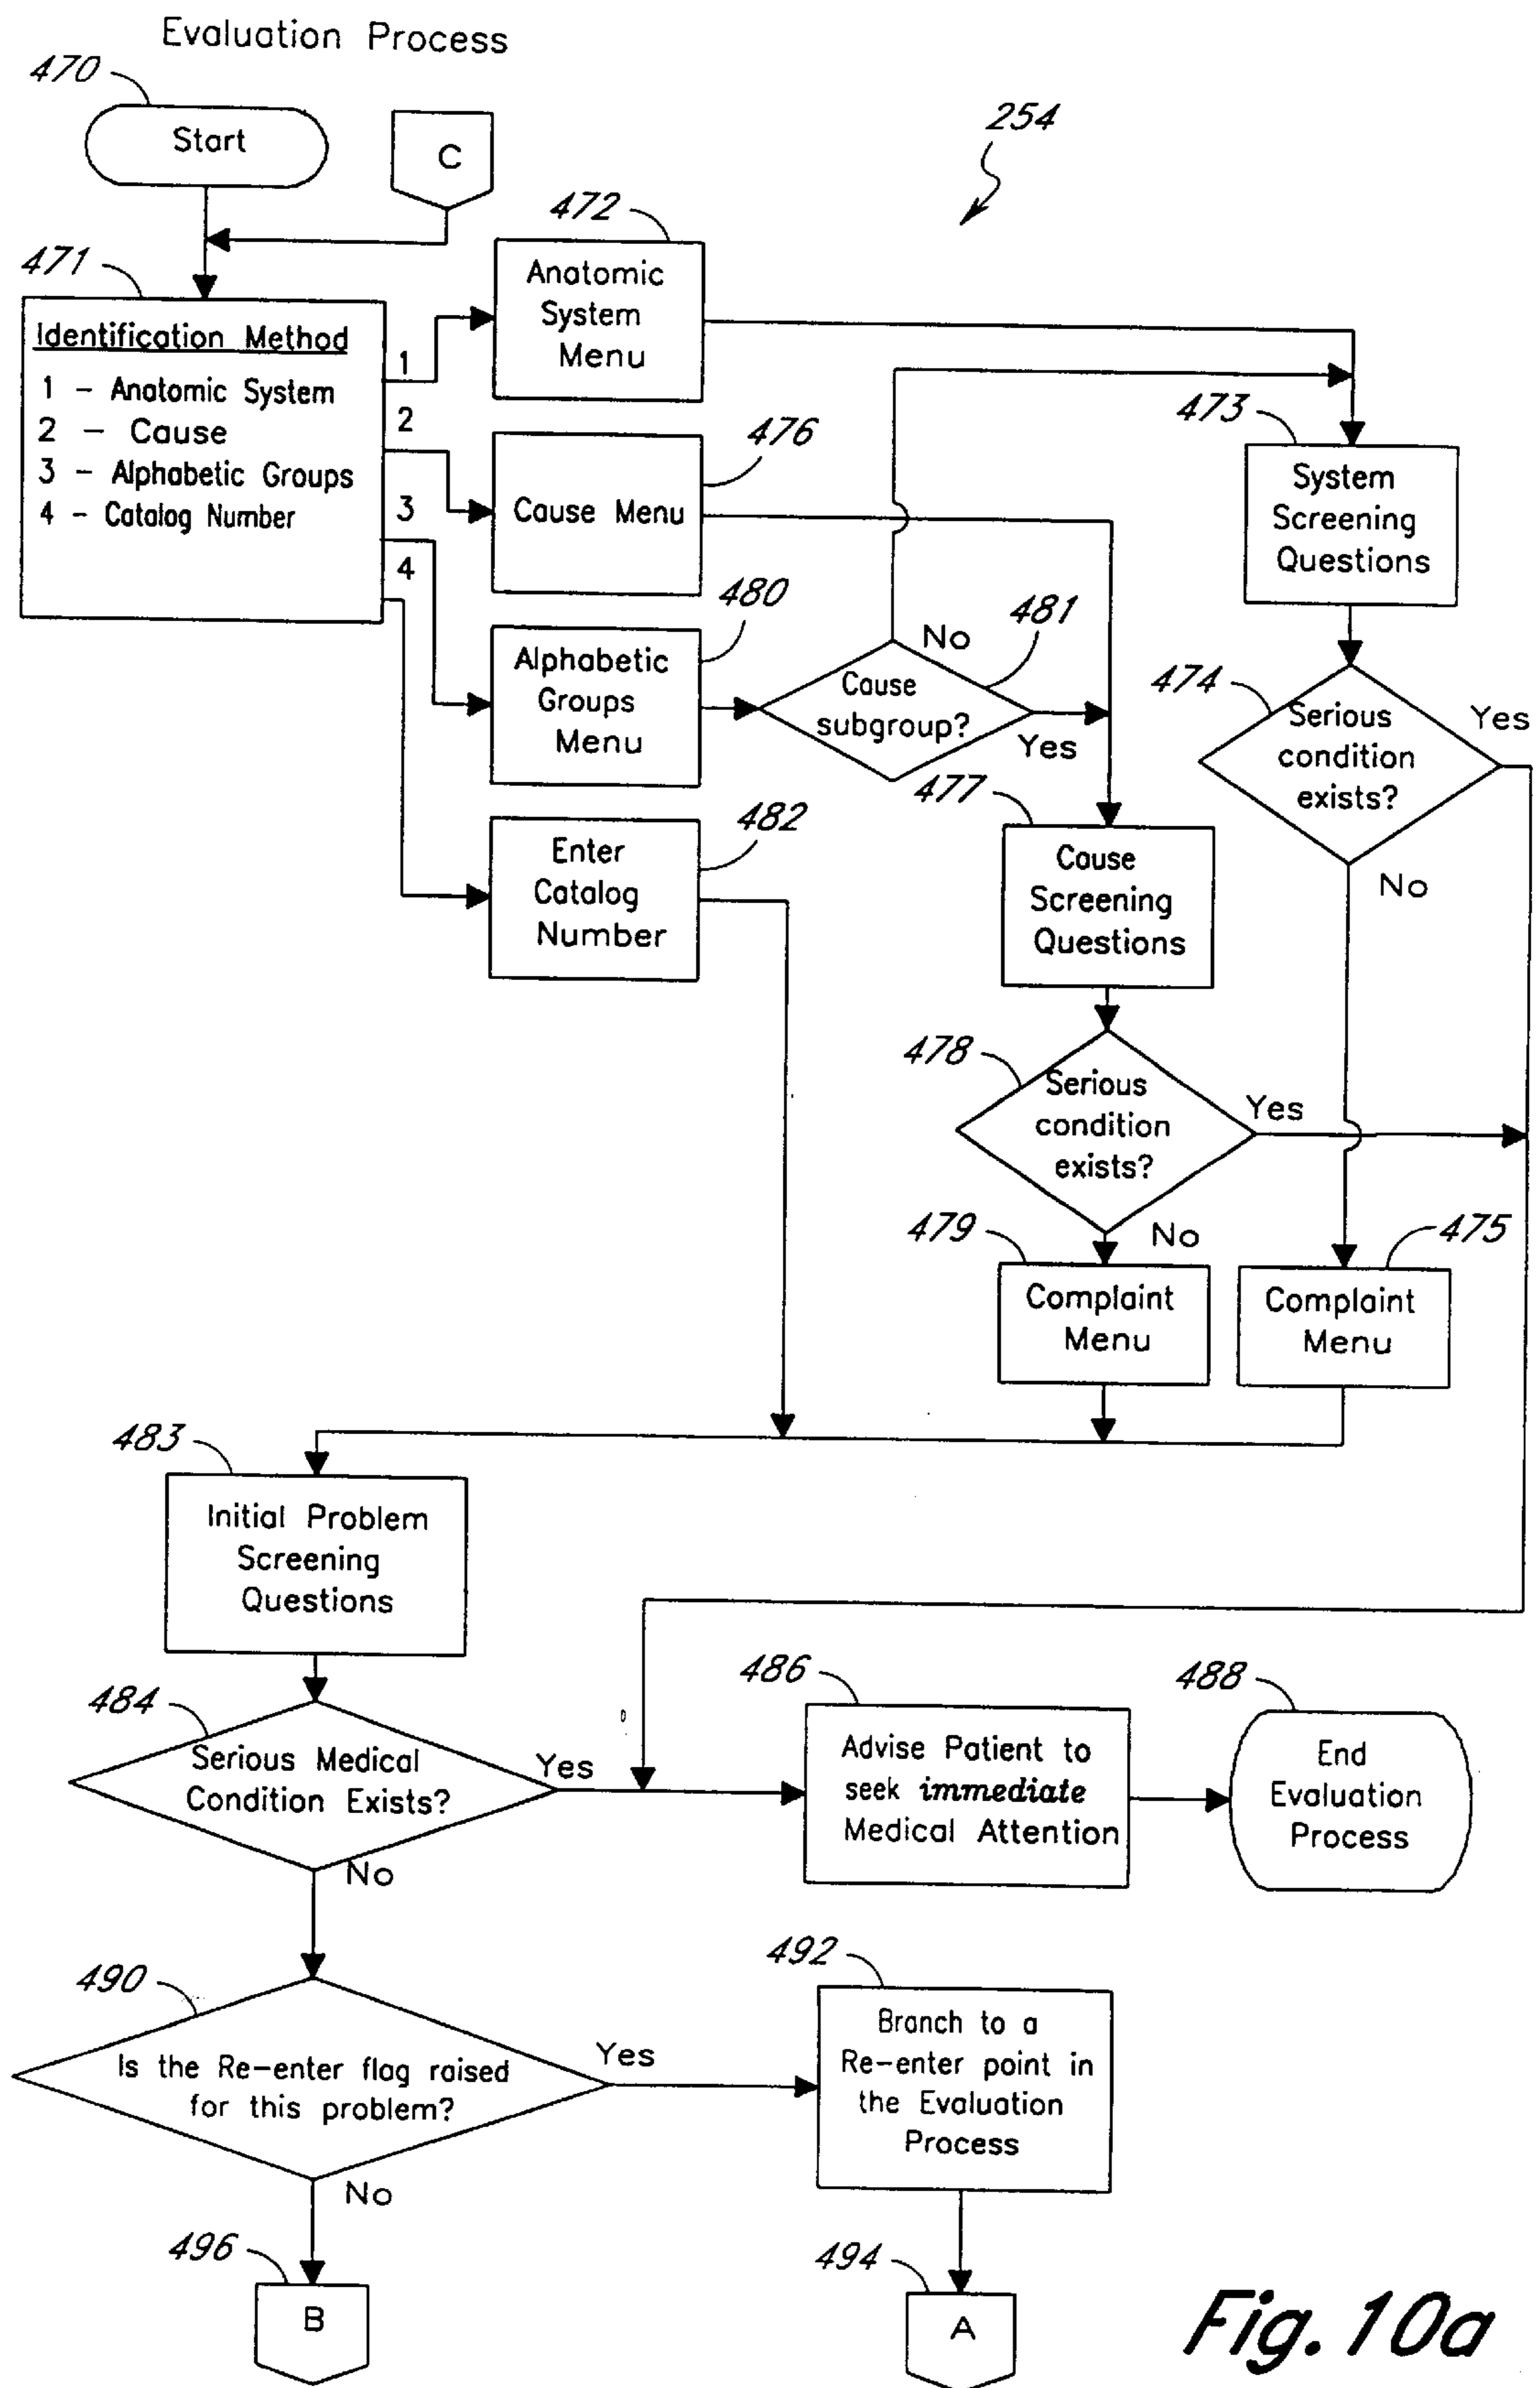 Evaluation Process
470
Start
C
254
471
Identification Method
1 - Anatomic System
2 - Cause
3 - Alphabetic Groups
4 - Catalog Number
1
2
3
4
472
Anatomic
System
Menu
476
Cause Menu
480
Alphabetic
Groups
Menu
481
Cause
subgroup?
No
Yes
482
Enter
Catalog
Number
473
System
Screening
Questions
474
Serious
condition
exists?
Yes
No
477
Cause
Screening
Questions
478
Serious
condition
exists?
Yes
No
479
Complaint
Menu
475
Complaint
Menu
483
Initial Problem
Screening
Questions
484
Serious Medical
Condition Exists?
Yes
No
486
Advise Patient to
seek immediate
Medical Attention
488
End
Evaluation
Process
490
Is the Re-enter flag raised
for this problem?
Yes
No
492
Branch to a
Re-enter point in
the Evaluation
Process
496
B
494
A
Fig. 10a